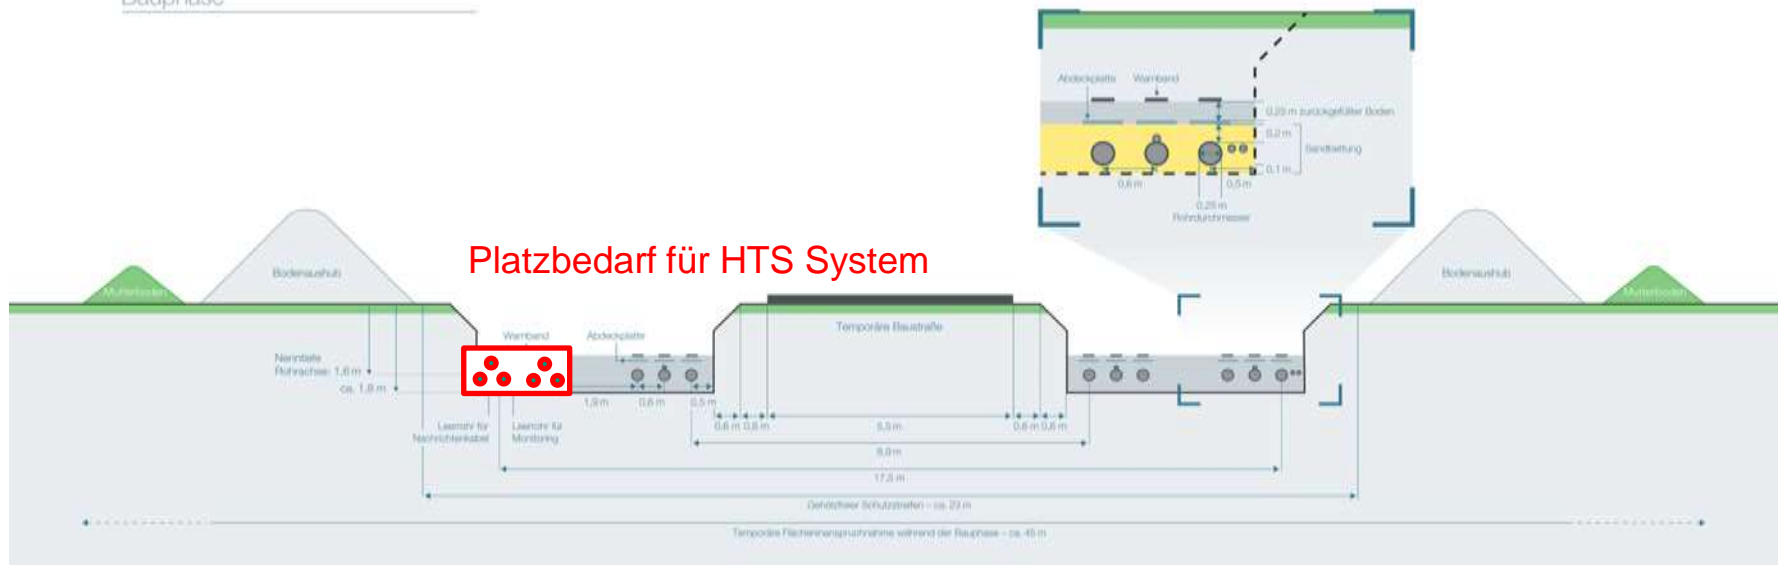 Bauphase
Abdeckplatte
Warnband
0,25 m zurückgefüllter Boden
0,2 m
Sandbettung
0,1 m
0,6 m
0,5 m
0,25 m
Rohrdurchmesser
Platzbedarf für HTS System
Bodenaushub
Mutterboden
Bodenaushub
Mutterboden
Temporäre Baustraße
Warnband
Abdeckplatte
Nenntiefe
Rohrachse: 1,6 m
ca. 1,8 m
1,9 m
0,6 m
0,5 m
Leerrohr für
Nachrichtenkabel
Leerrohr für
Monitoring
0,6 m
0,6 m
5,5 m
0,6 m
0,6 m
17,5 m
Gehölzfreier Schutzstreifen – ca. 23 m
Temporäre Flächeninanspruchnahme während der Bauphase – ca. 45 m